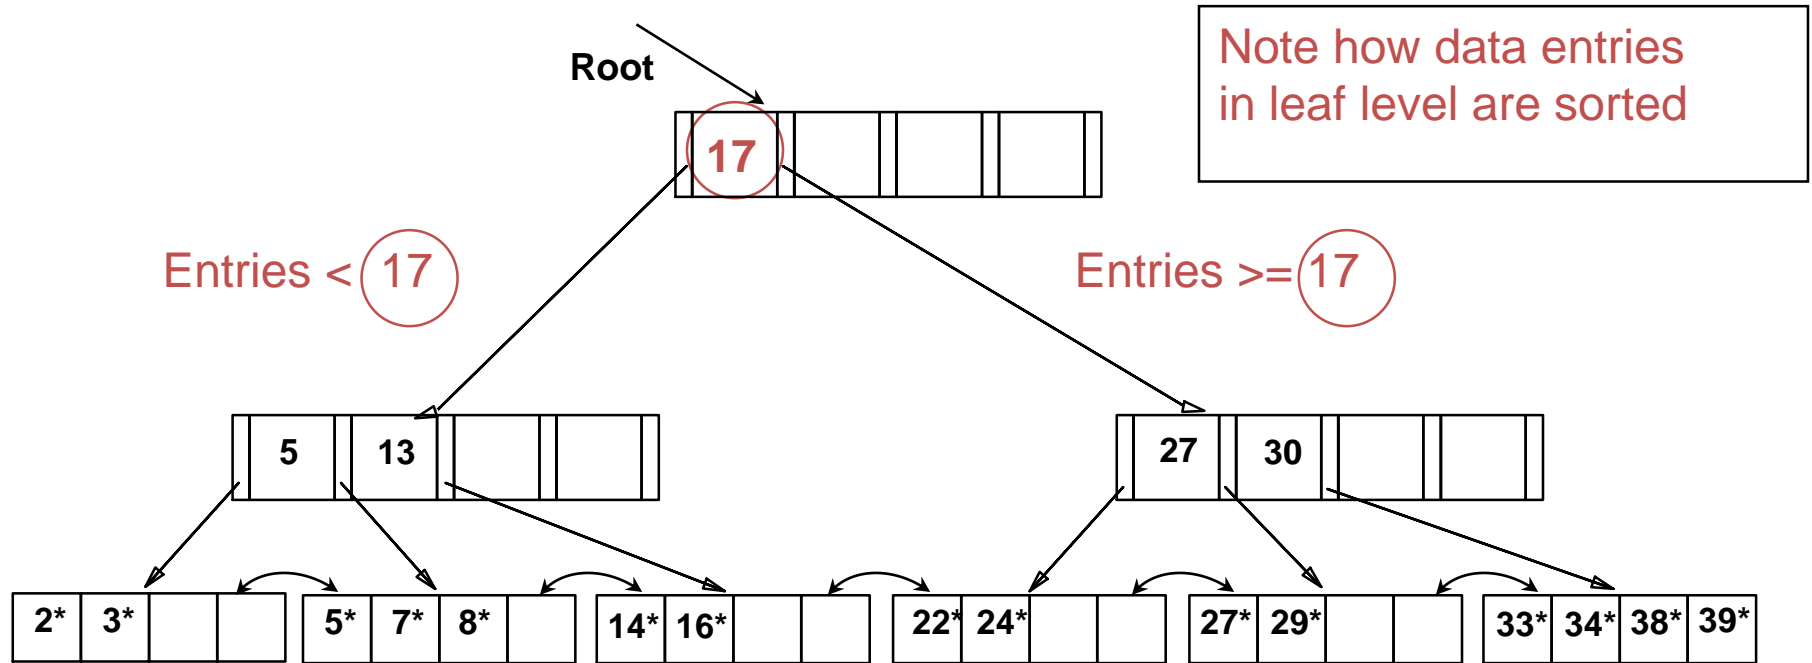 Note how data entries
in leaf level are sorted
Root
17
Entries < 17
Entries >= 17
5 13
27 30
2* 3*
5* 7* 8*
14* 16*
22* 24*
27* 29*
33* 34* 38* 39*